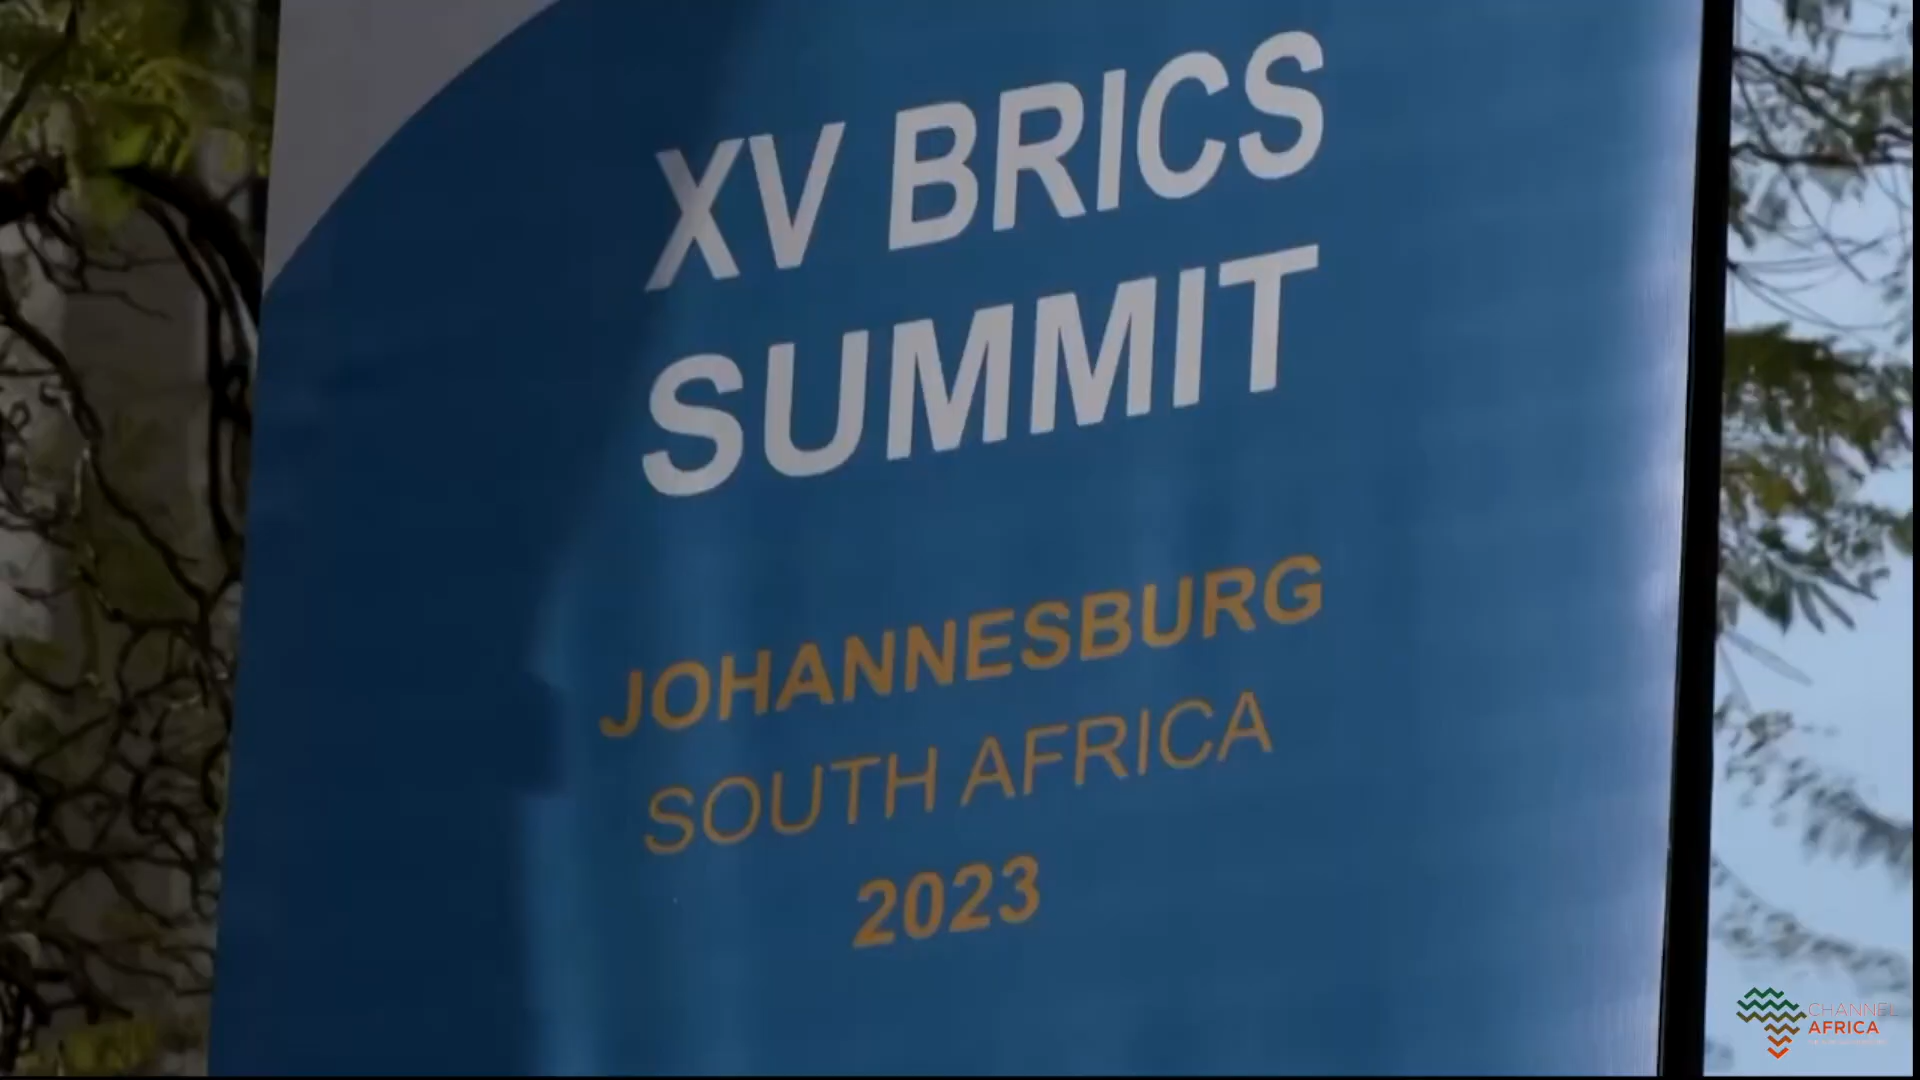 XV BRICS
SUMMIT
JOHANNESBURG
SOUTH AFRICA
2023
CHANNEL
AFRICA